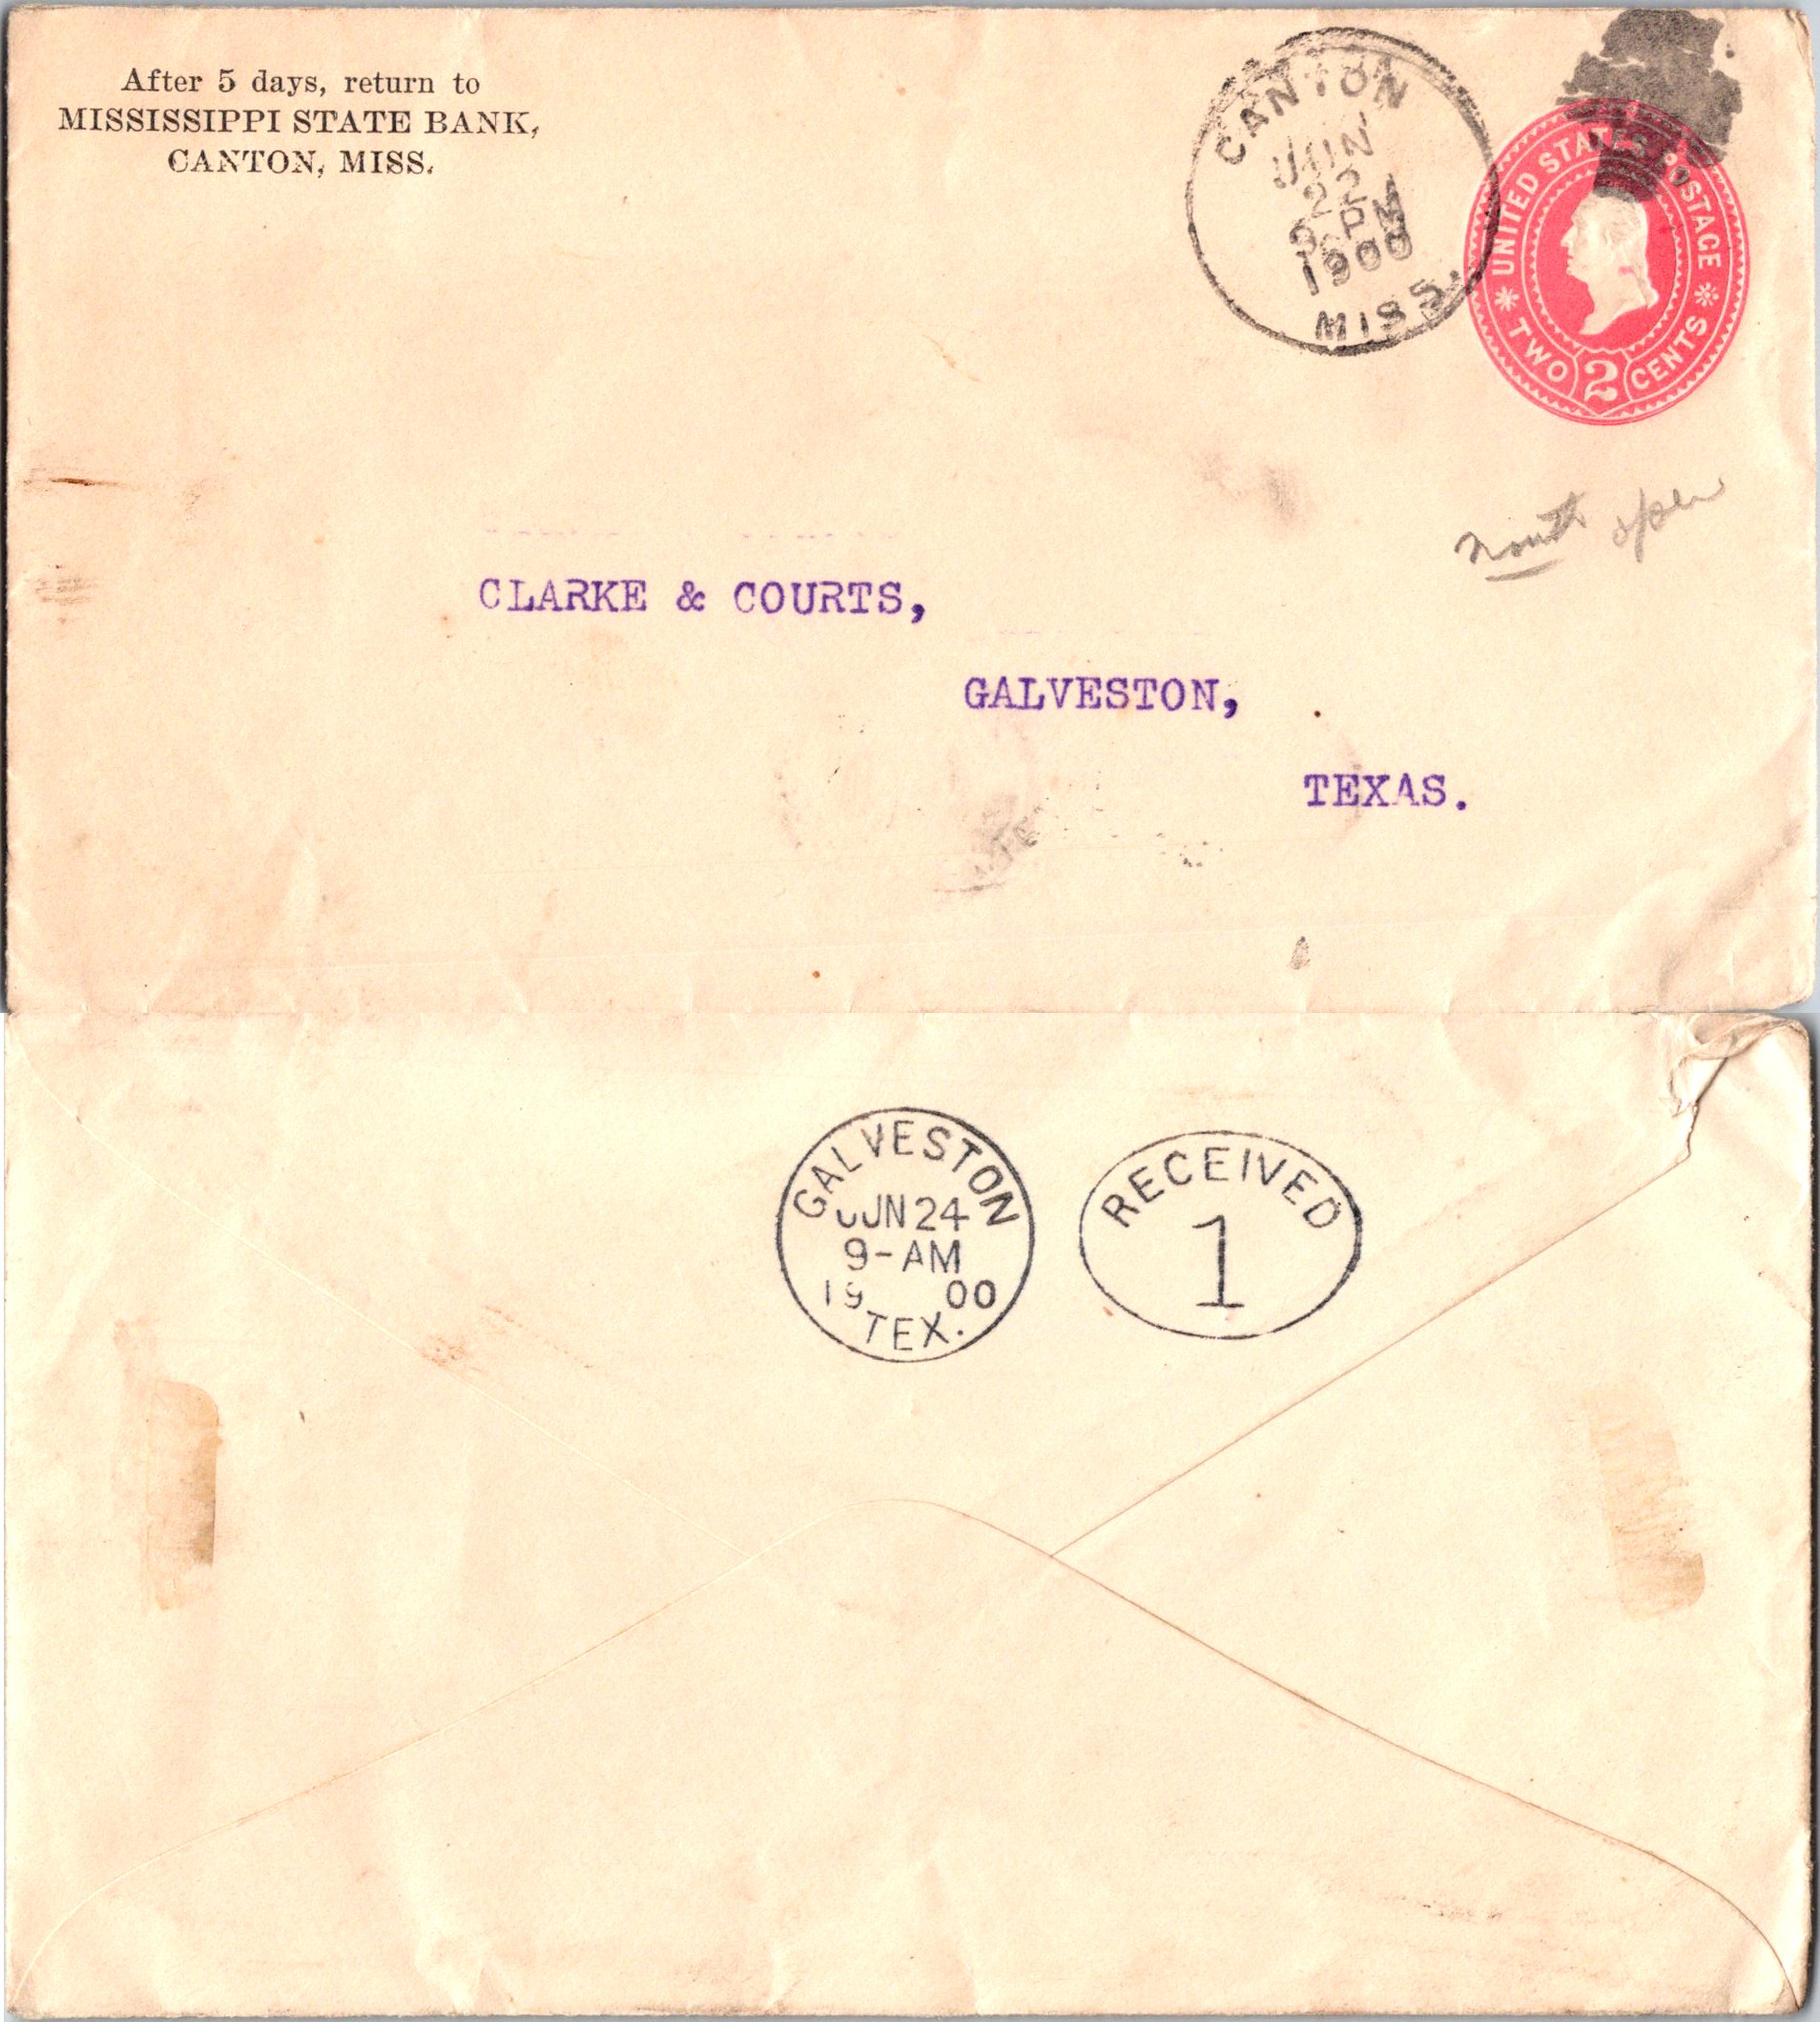 After 5 days, return to
MISSISSIPPI STATE BANK,
CANTON, MISS.
CANTON
JUN
22
PM
1900
MISS.
UNITED STATES POSTAGE
TWO 2 CENTS
CLARKE & COURTS,
GALVESTON,
TEXAS.
GALVESTON
JUN 24
9-AM
19 00
TEX.
RECEIVED
1